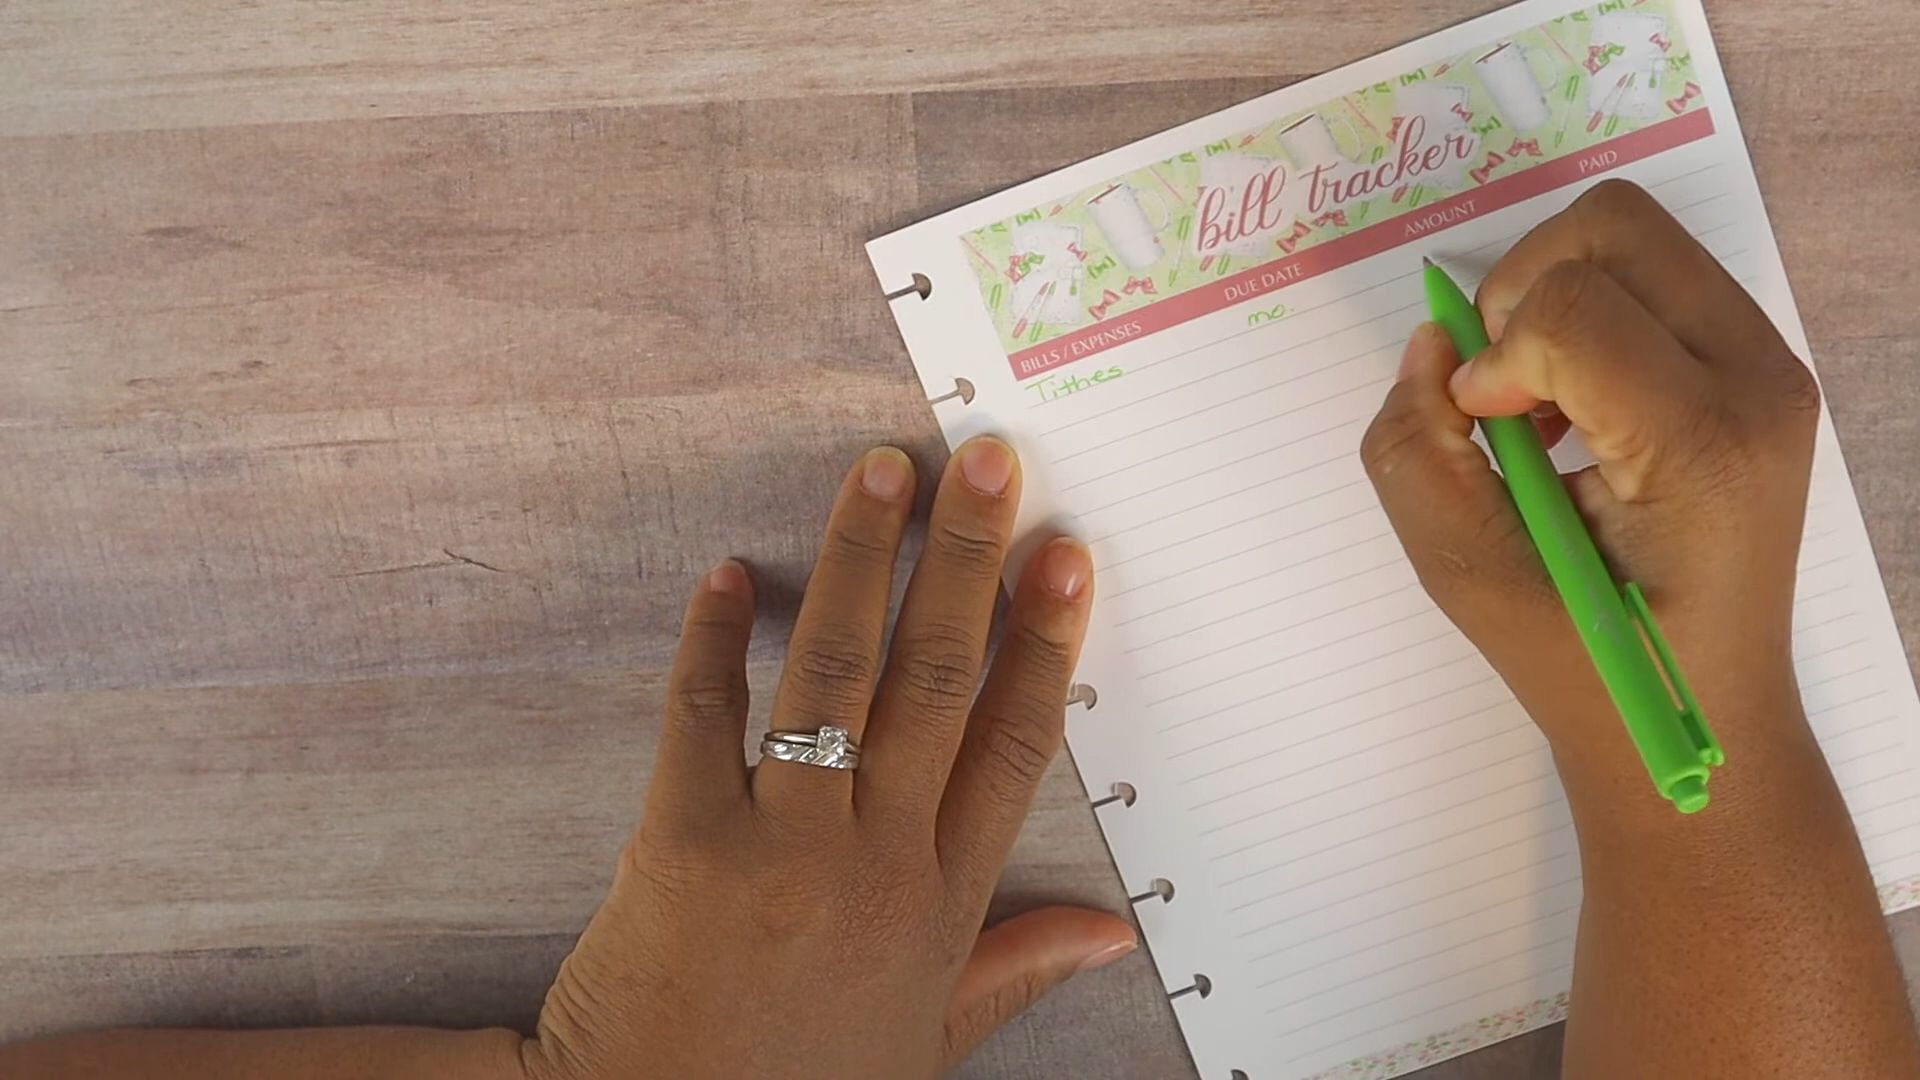 bill tracker
BILLS / EXPENSES DUE DATE AMOUNT PAID
Tithes mo.